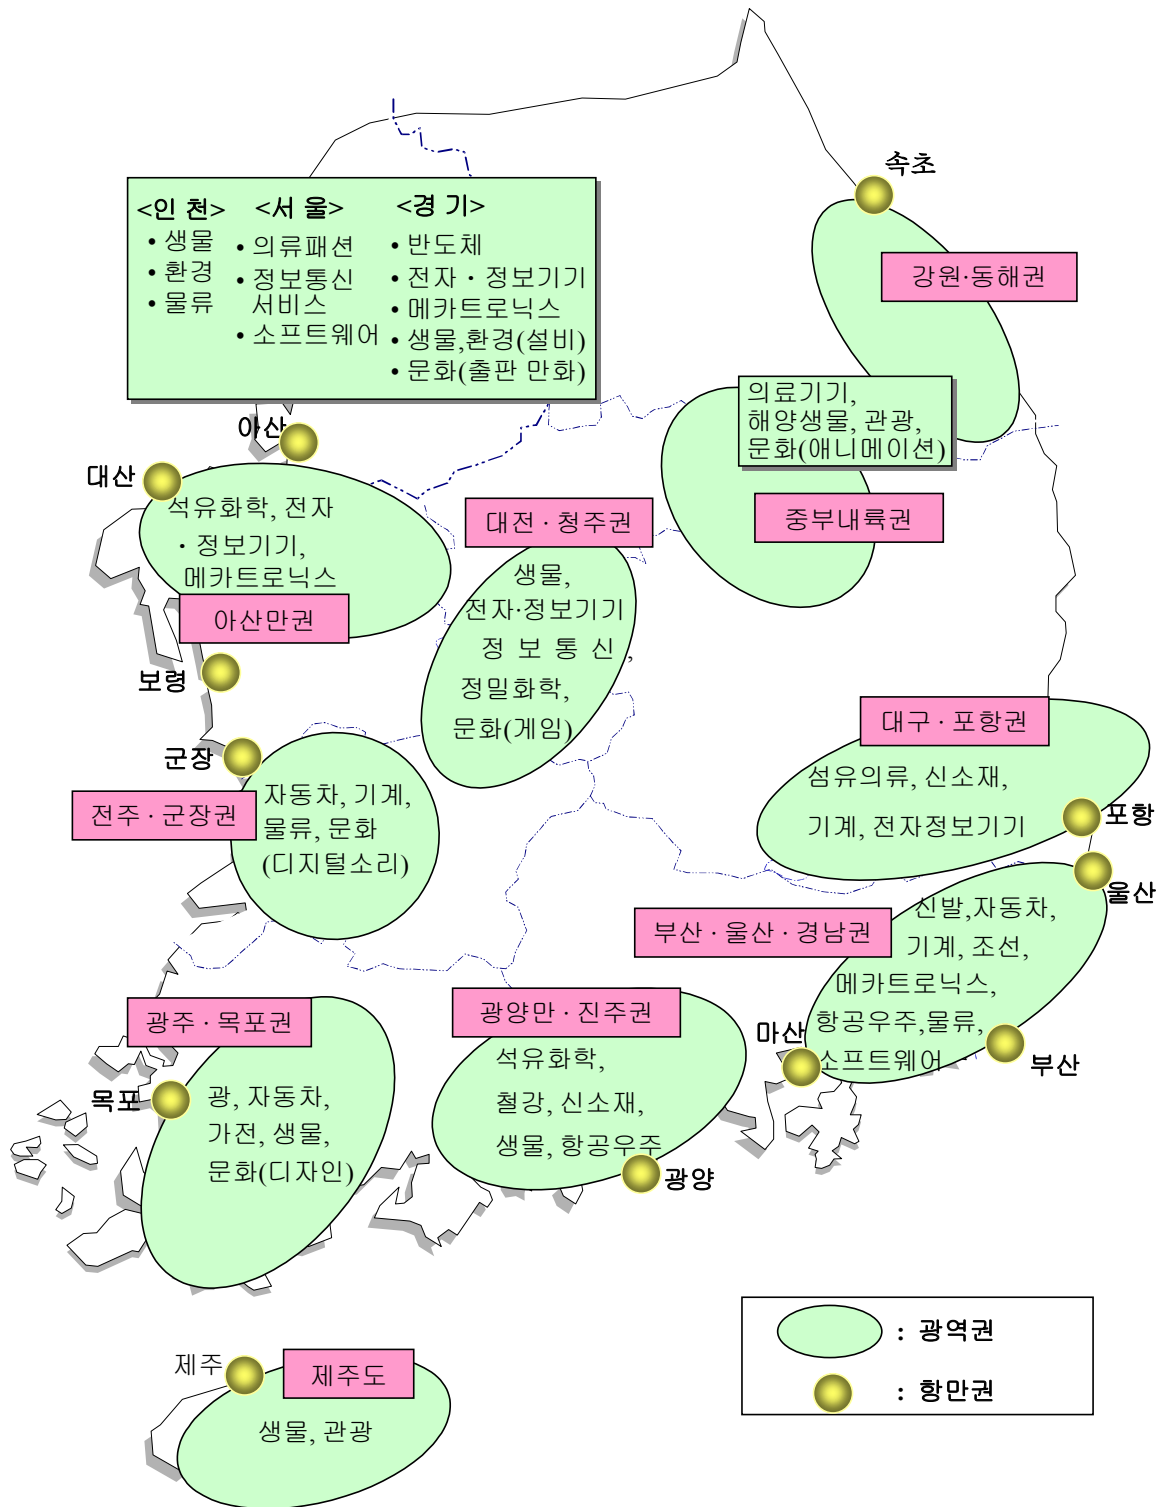 속초
<인 천>
• 생물
• 환경
• 물류
<서 울>
• 의류패션
• 정보통신
서비스
• 소프트웨어
<경 기>
• 반도체
• 전자 · 정보기기
• 메카트로닉스
• 생물,환경(설비)
• 문화(출판 만화)
강원·동해권
의료기기,
해양생물, 관광,
문화(애니메이션)
중부내륙권
아산
대산
석유화학, 전자
· 정보기기,
메카트로닉스
아산만권
대전 · 청주권
생물,
전자·정보기기
정 보 통 신 ,
정밀화학,
문화(게임)
보령
군장
전주 · 군장권
자동차, 기계,
물류, 문화
(디지털소리)
대구 · 포항권
섬유의류, 신소재,
기계, 전자정보기기
포항
울산
부산 · 울산 · 경남권
신발,자동차,
기계, 조선,
메카트로닉스,
항공우주,물류,
소프트웨어
마산
부산
광주 · 목포권
목포
광, 자동차,
가전, 생물,
문화(디자인)
광양만 · 진주권
석유화학,
철강, 신소재,
생물, 항공우주
광양
제주
제주도
생물, 관광
: 광역권
: 항만권